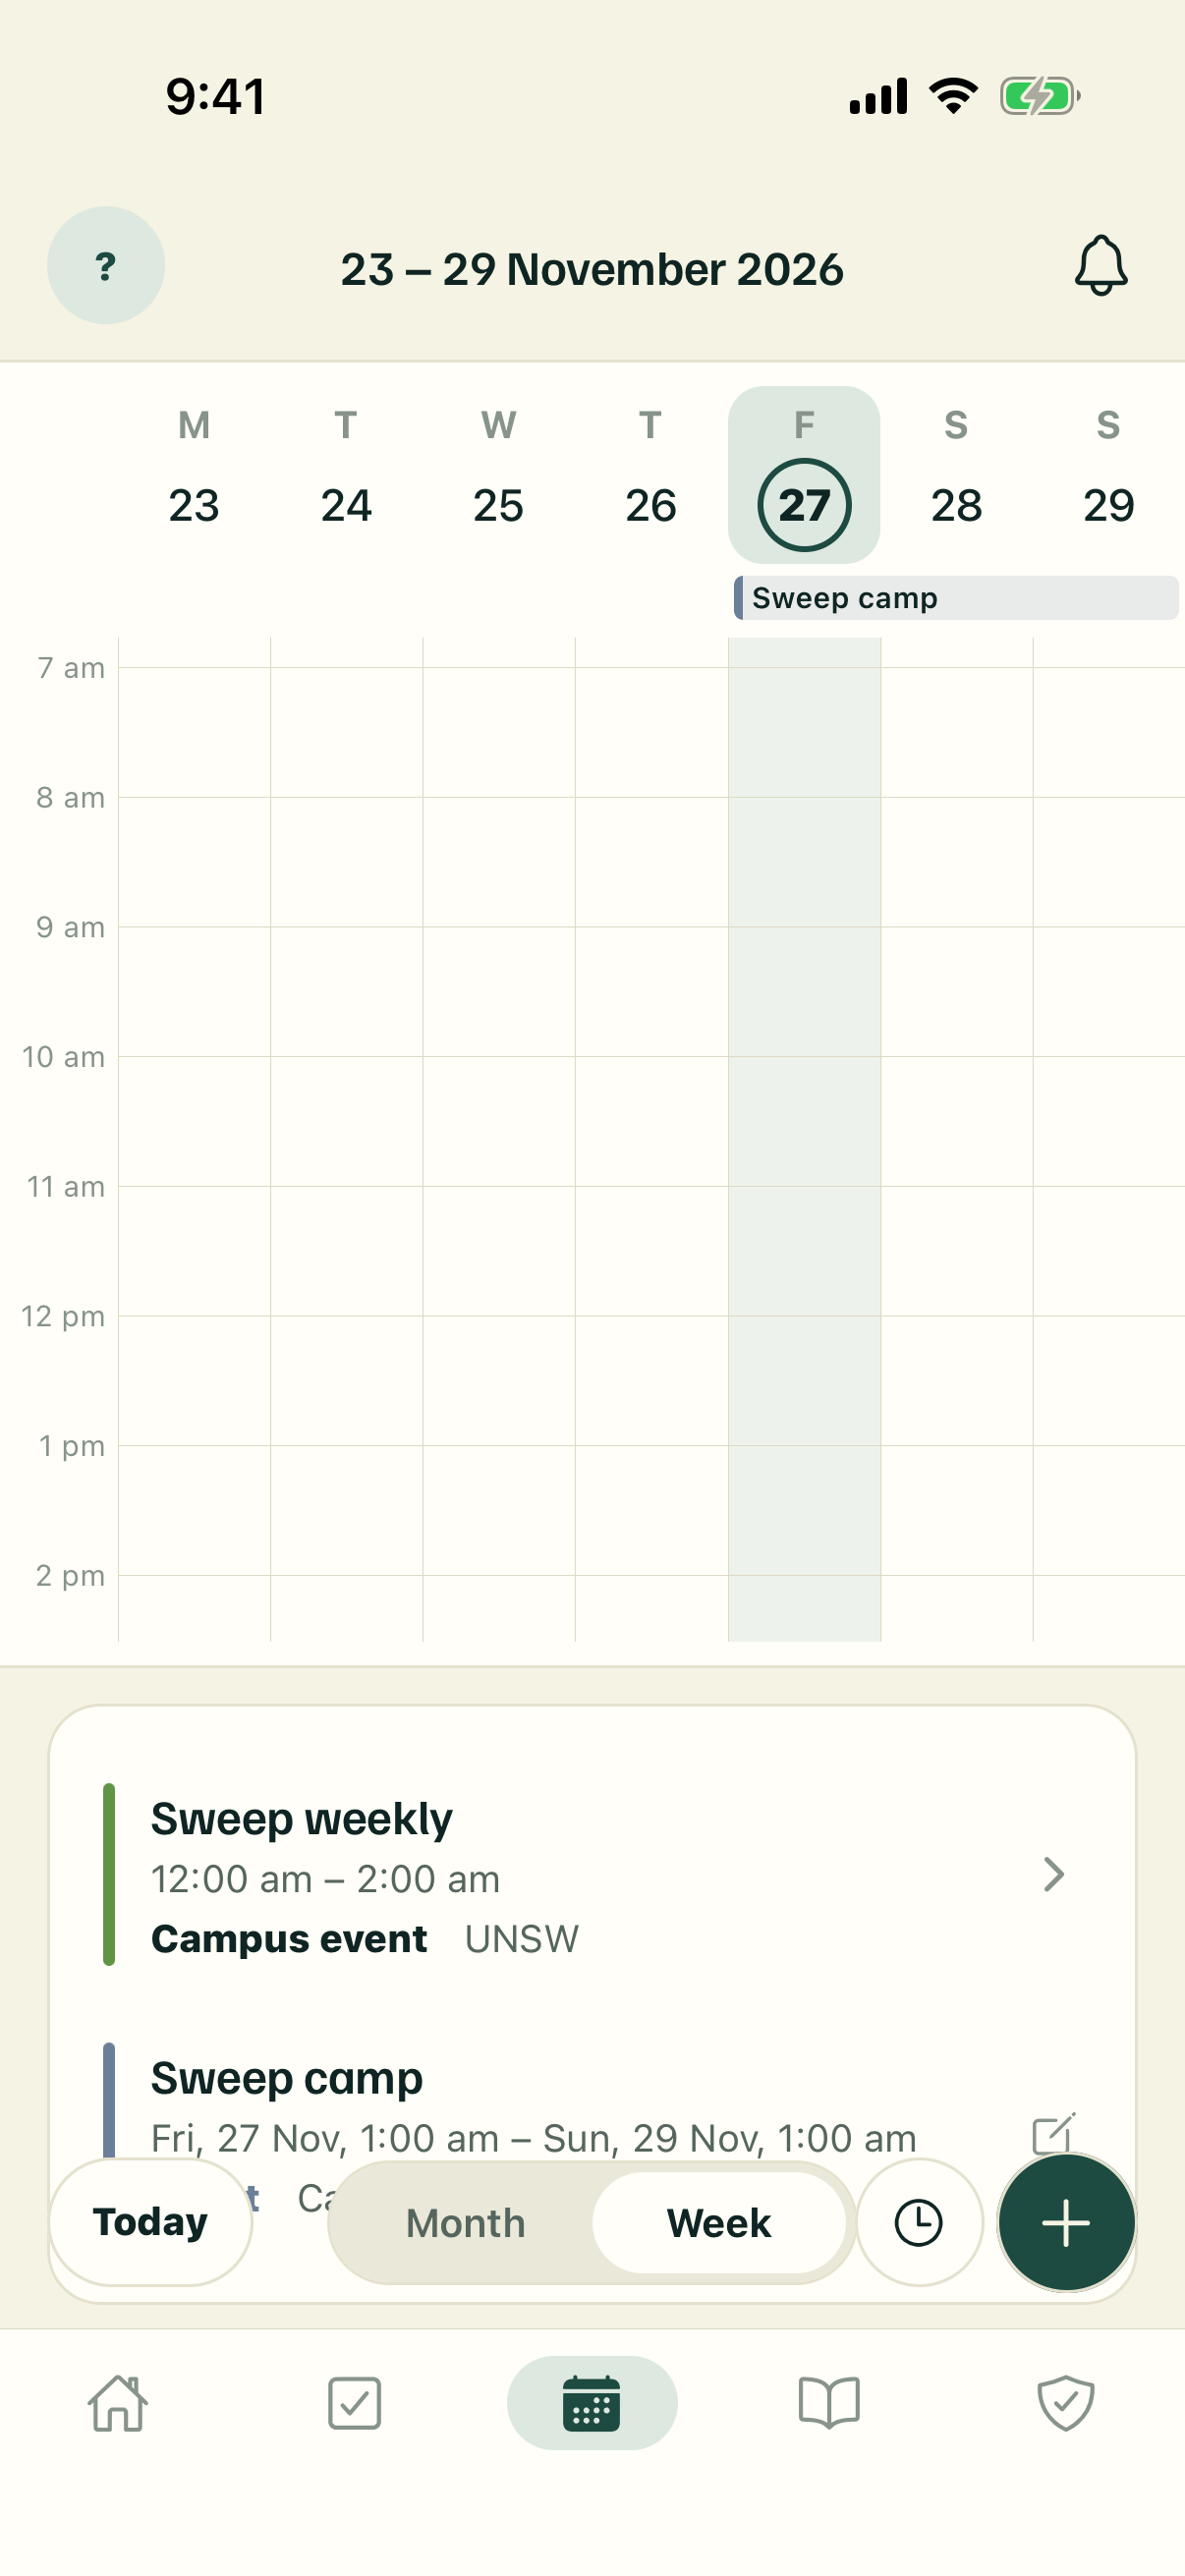 9:41
?
23 – 29 November 2026
M T W T F S S
23 24 25 26 27 28 29
Sweep camp
7 am
8 am
9 am
10 am
11 am
12 pm
1 pm
2 pm
Sweep weekly
12:00 am – 2:00 am
Campus event UNSW
Sweep camp
Fri, 27 Nov, 1:00 am – Sun, 29 Nov, 1:00 am
Today Month Week